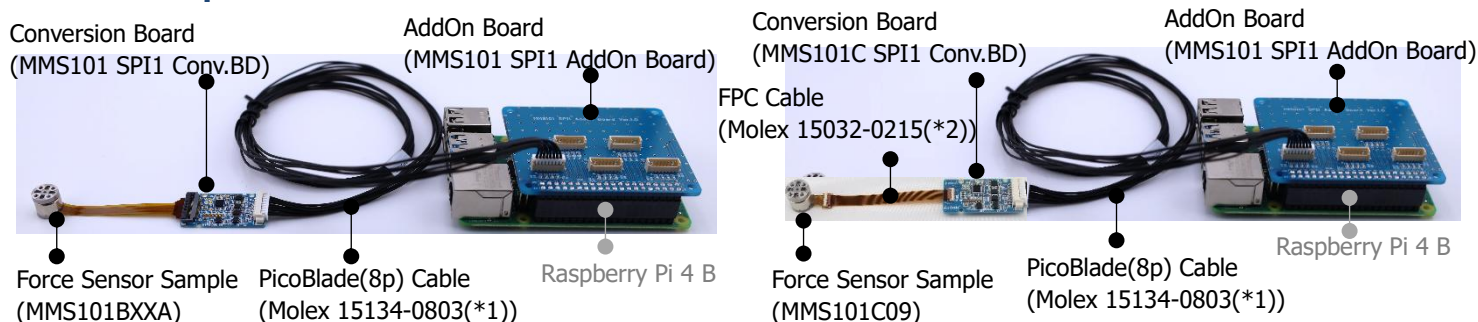 Conversion Board
(MMS101 SPI1 Conv.BD)
AddOn Board
(MMS101 SPI1 AddOn Board)
Force Sensor Sample
(MMS101BXXA)
PicoBlade(8p) Cable
(Molex 15134-0803(*1))
Raspberry Pi 4 B
Conversion Board
(MMS101C SPI1 Conv.BD)
AddOn Board
(MMS101 SPI1 AddOn Board)
FPC Cable
(Molex 15032-0215(*2))
Force Sensor Sample
(MMS101C09)
PicoBlade(8p) Cable
(Molex 15134-0803(*1))
Raspberry Pi 4 B